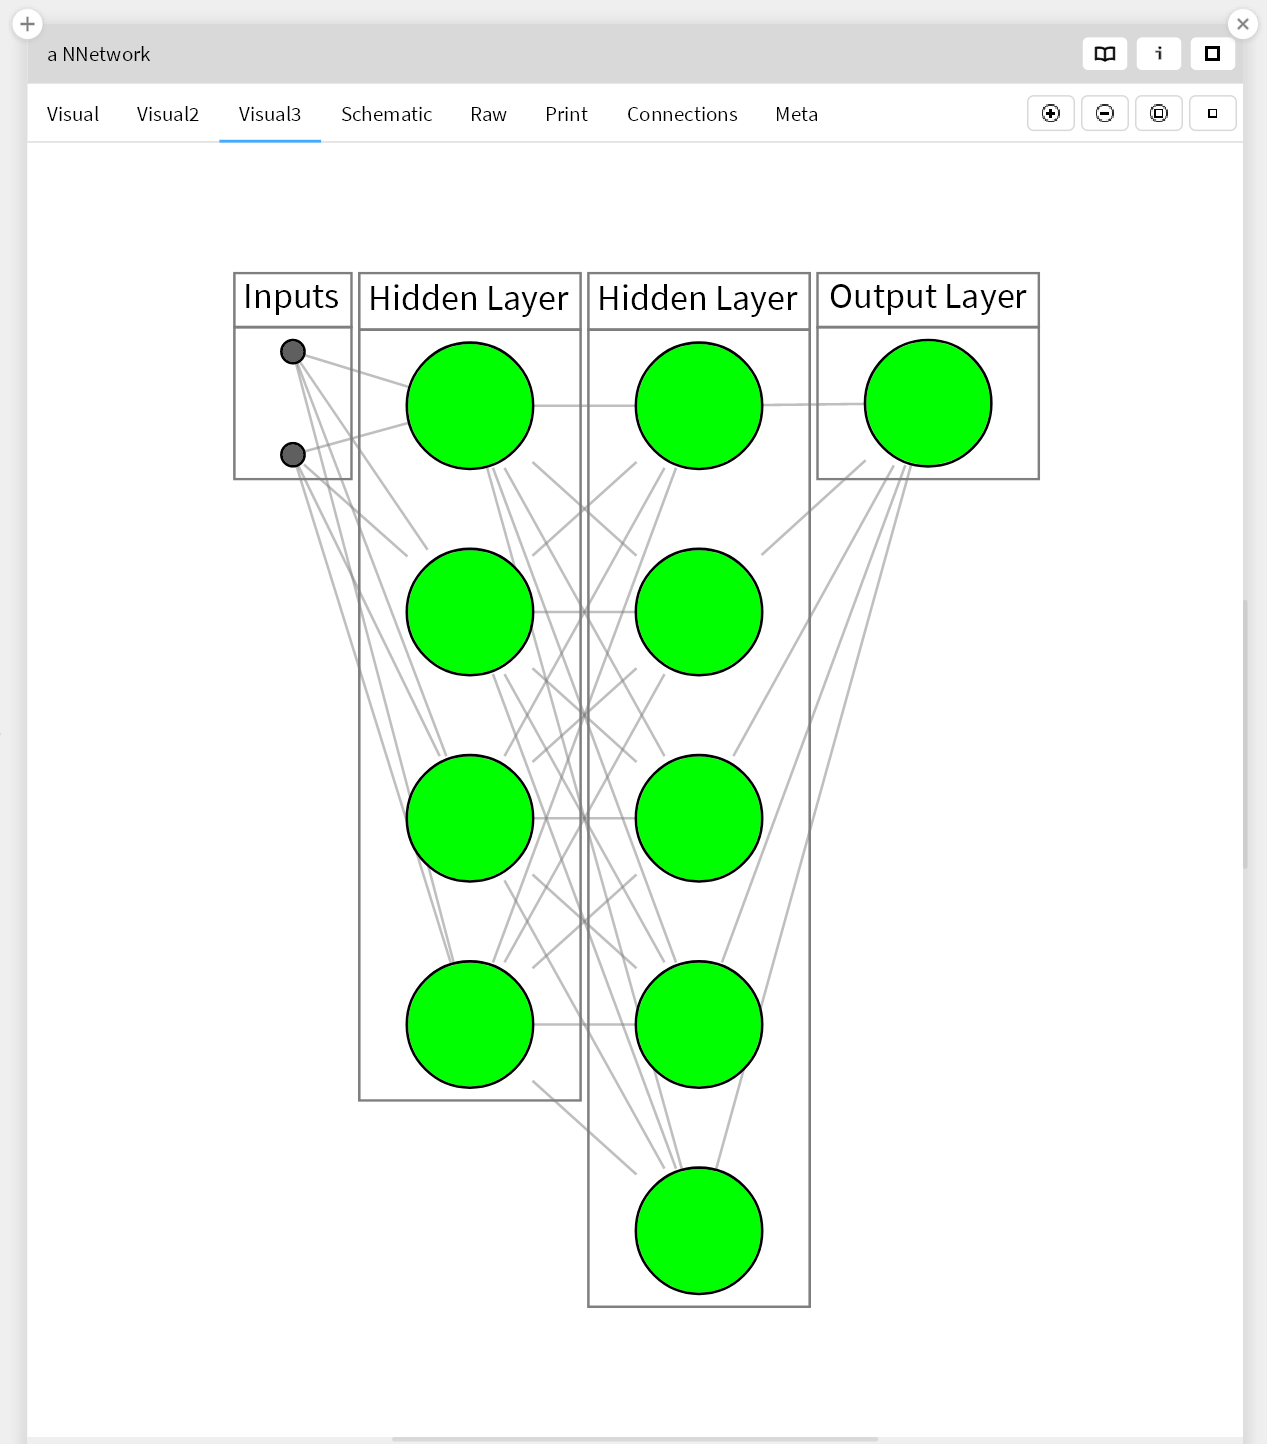 a NNetwork
Visual Visual2 Visual3 Schematic Raw Print Connections Meta
Inputs Hidden Layer Hidden Layer Output Layer